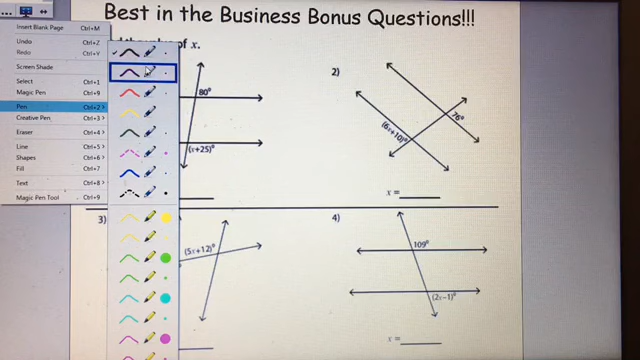 Best in the Business Bonus Questions!!!
Insert Blank Page Ctrl+M
Undo Ctrl+Z
Redo Ctrl+Y
Screen Shade
Select Ctrl+1
Magic Pen Ctrl+9
Pen Ctrl+2
Creative Pen Ctrl+3
Eraser Ctrl+4
Line Ctrl+5
Shapes Ctrl+6
Fill Ctrl+7
Text Ctrl+8
Magic Pen Tool Ctrl+9
of x.
80°
(x+25)°
2)
76°
(6x+10)°
x =
3)
(5x+12)°
4)
109°
(2x-1)°
x =